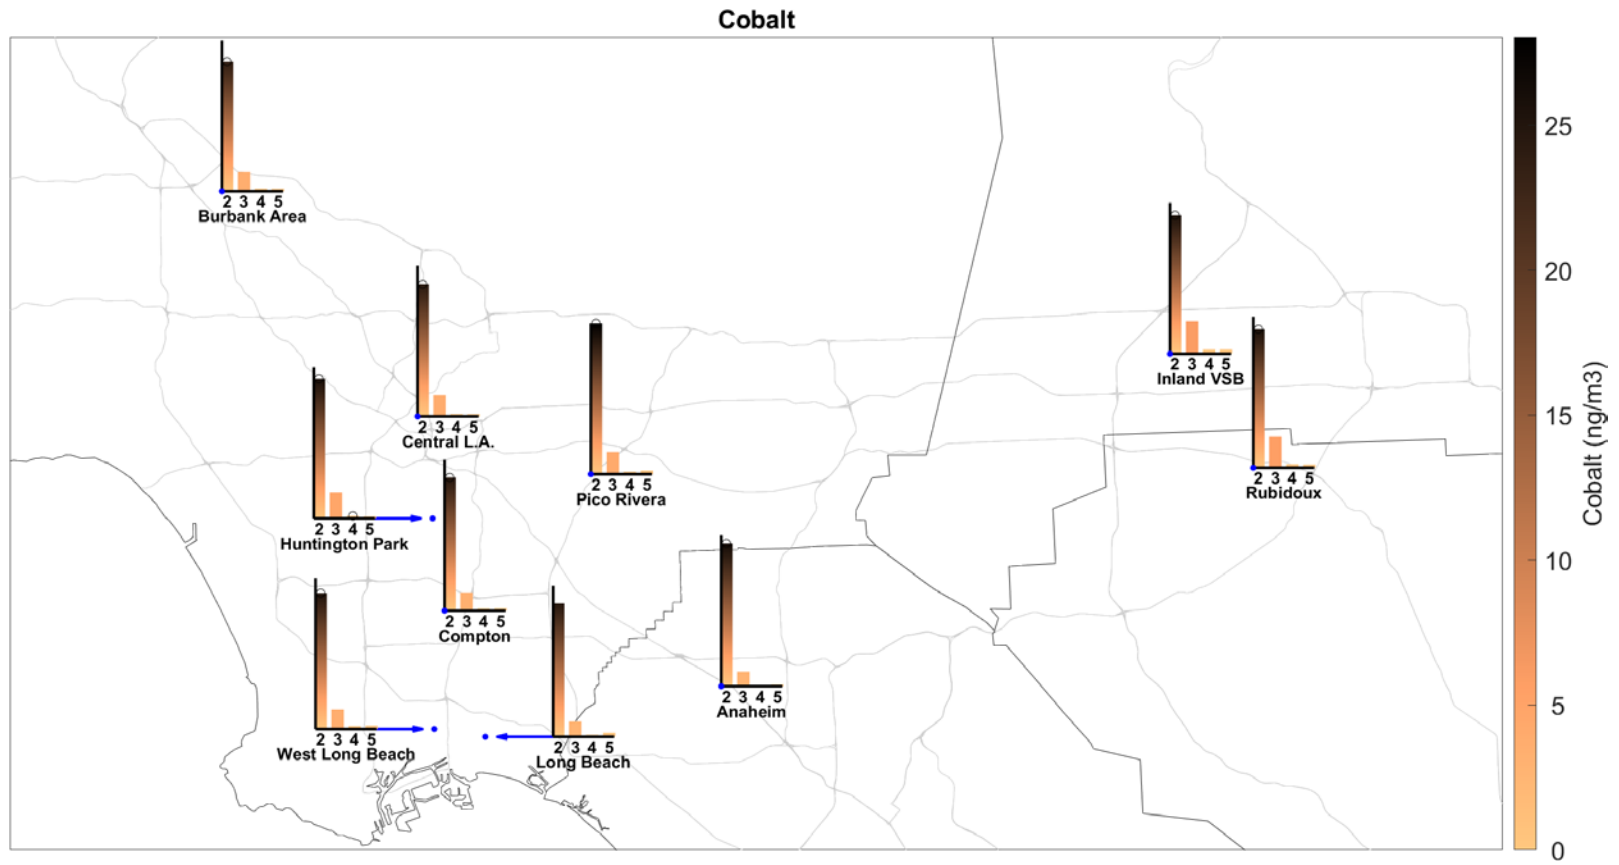 Cobalt
2 3 4 5
Burbank Area
2 3 4 5
Inland VSB
2 3 4 5
Central L.A.
2 3 4 5
Pico Rivera
2 3 4 5
Rubidoux
2 3 4 5
Huntington Park
2 3 4 5
Compton
2 3 4 5
Anaheim
2 3 4 5
West Long Beach
2 3 4 5
Long Beach
25
20
15
10
5
0
Cobalt (ng/m3)